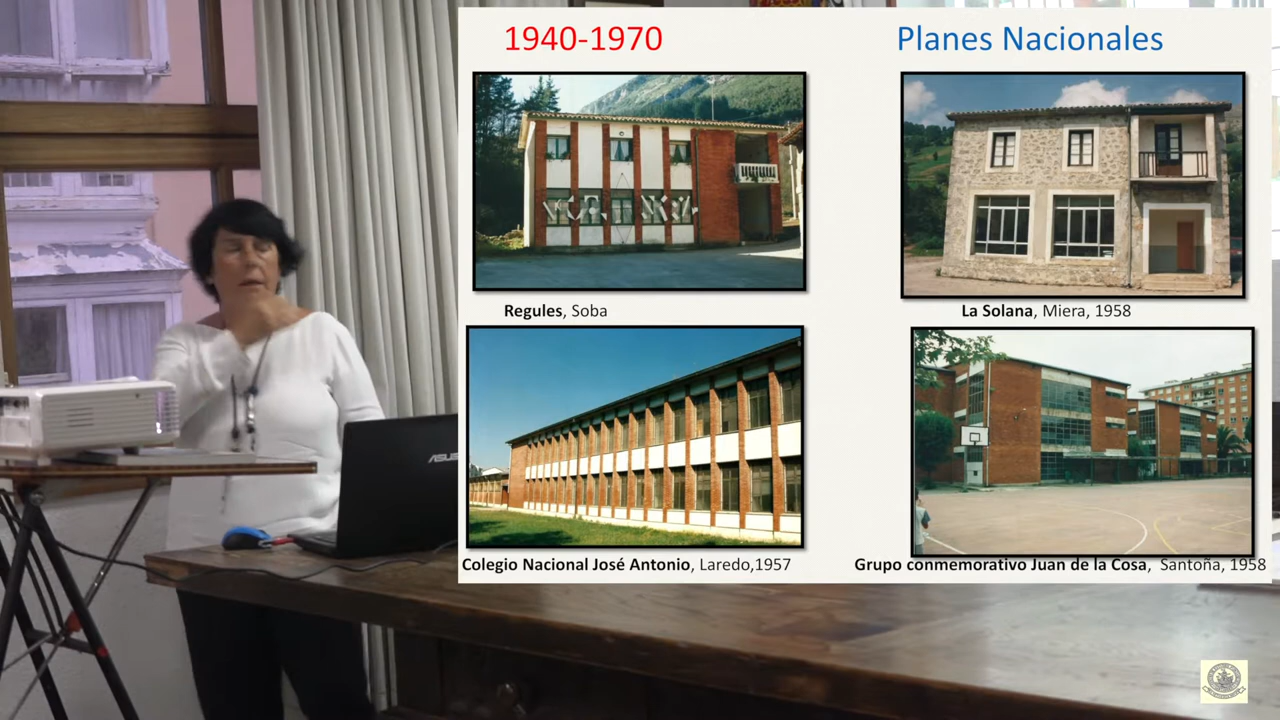 1940-1970
Planes Nacionales
Regules, Soba
La Solana, Miera, 1958
Colegio Nacional José Antonio, Laredo,1957
Grupo conmemorativo Juan de la Cosa, Santoña, 1958
ASUS